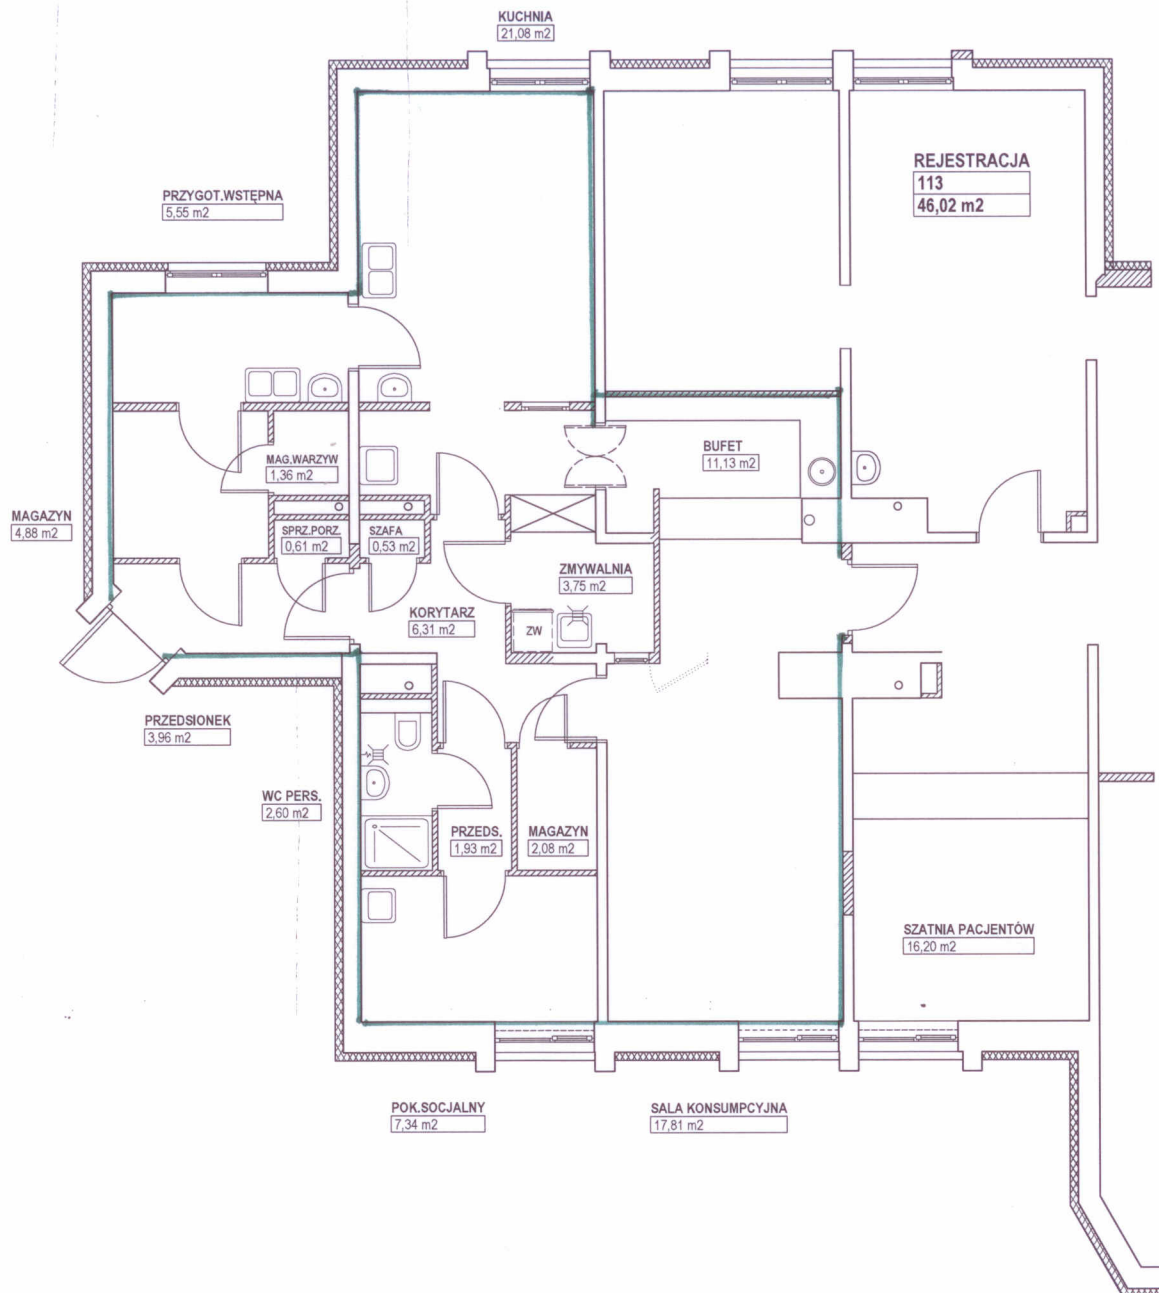 KUCHNIA
21,08 m2
REJESTRACJA
113
46,02 m2
PRZYGOT.WSTĘPNA
5,55 m2
BUFET
11,13 m2
MAG.WARZYW
1,36 m2
MAGAZYN
4,88 m2
SPRZ.PORZ.
0,61 m2
SZAFA
0,53 m2
ZMYWALNIA
3,75 m2
KORYTARZ
6,31 m2
ZW
PRZEDSIONEK
3,96 m2
WC PERS.
2,60 m2
PRZEDS.
1,93 m2
MAGAZYN
2,08 m2
SZATNIA PACJENTÓW
16,20 m2
POK.SOCJALNY
7,34 m2
SALA KONSUMPCYJNA
17,81 m2